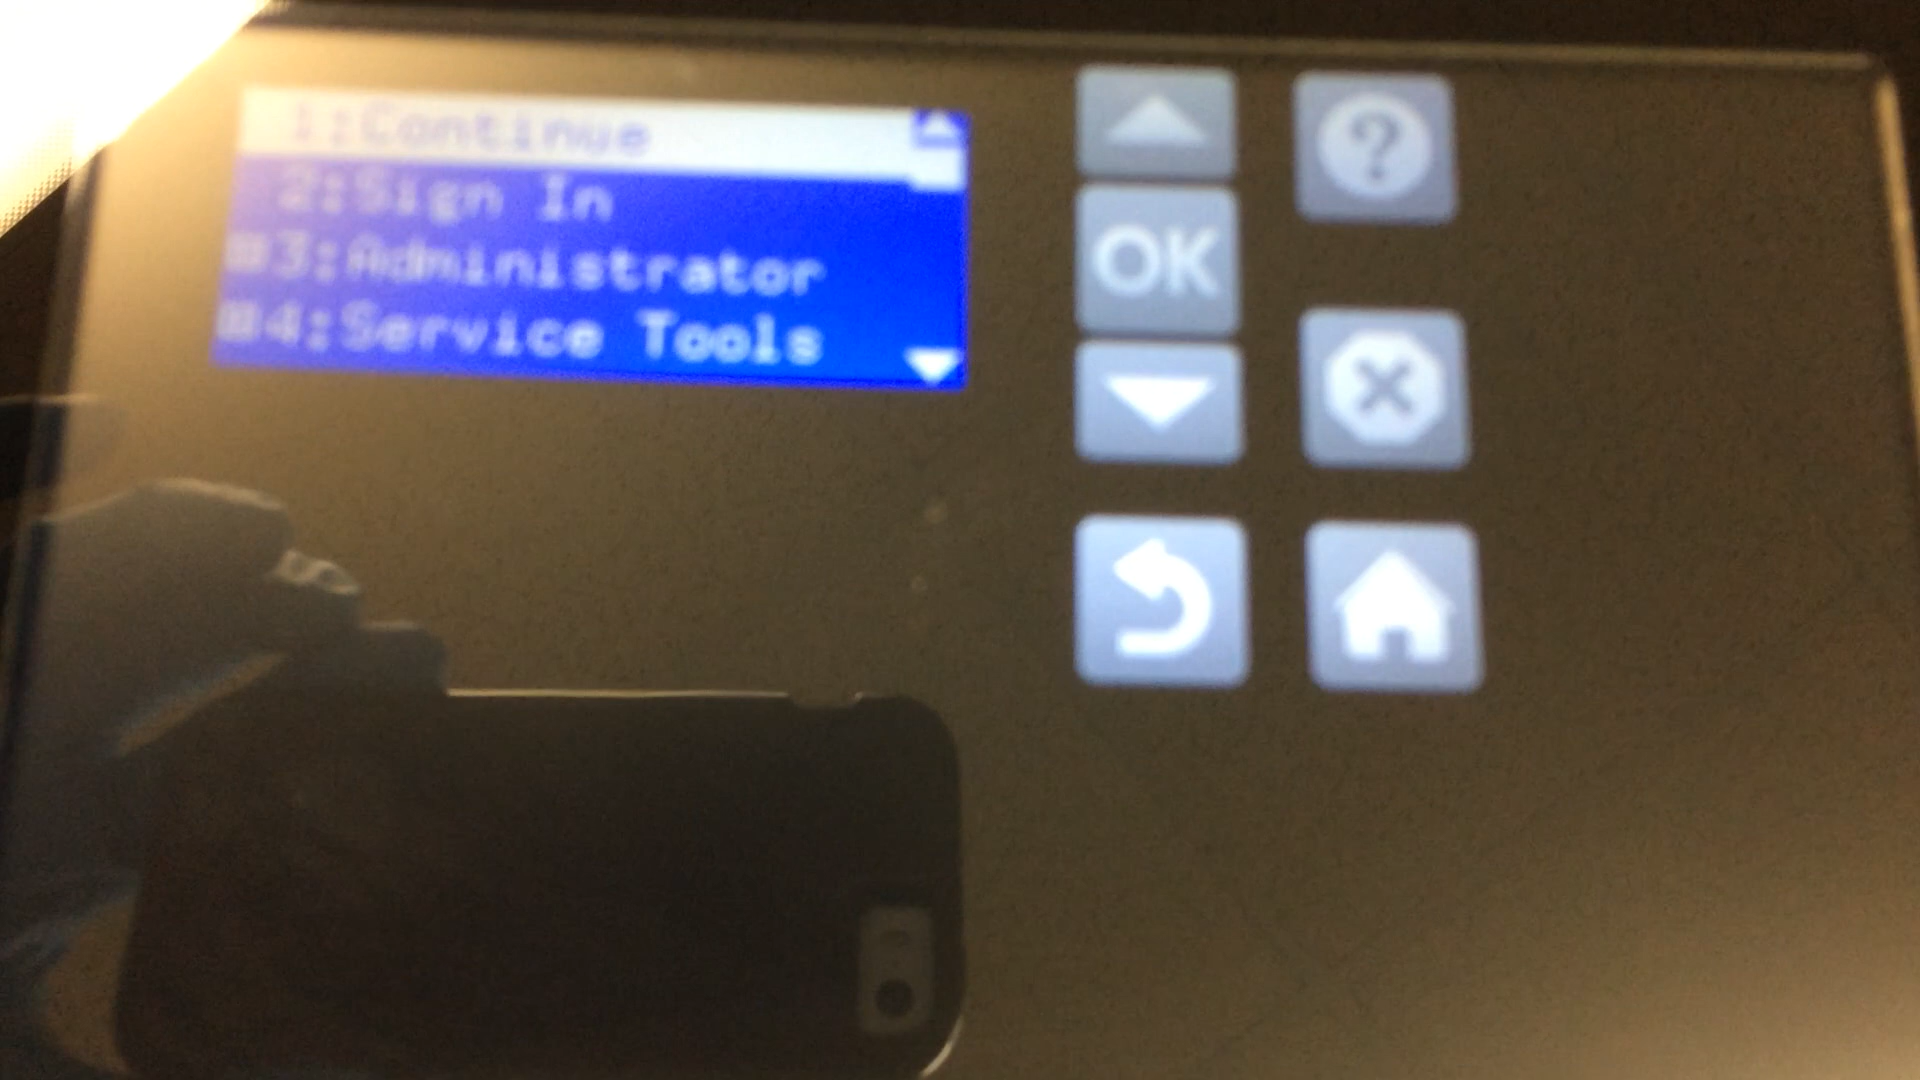 1:Continue
2:Sign In
⊞3:Administrator
⊞4:Service Tools
OK
?